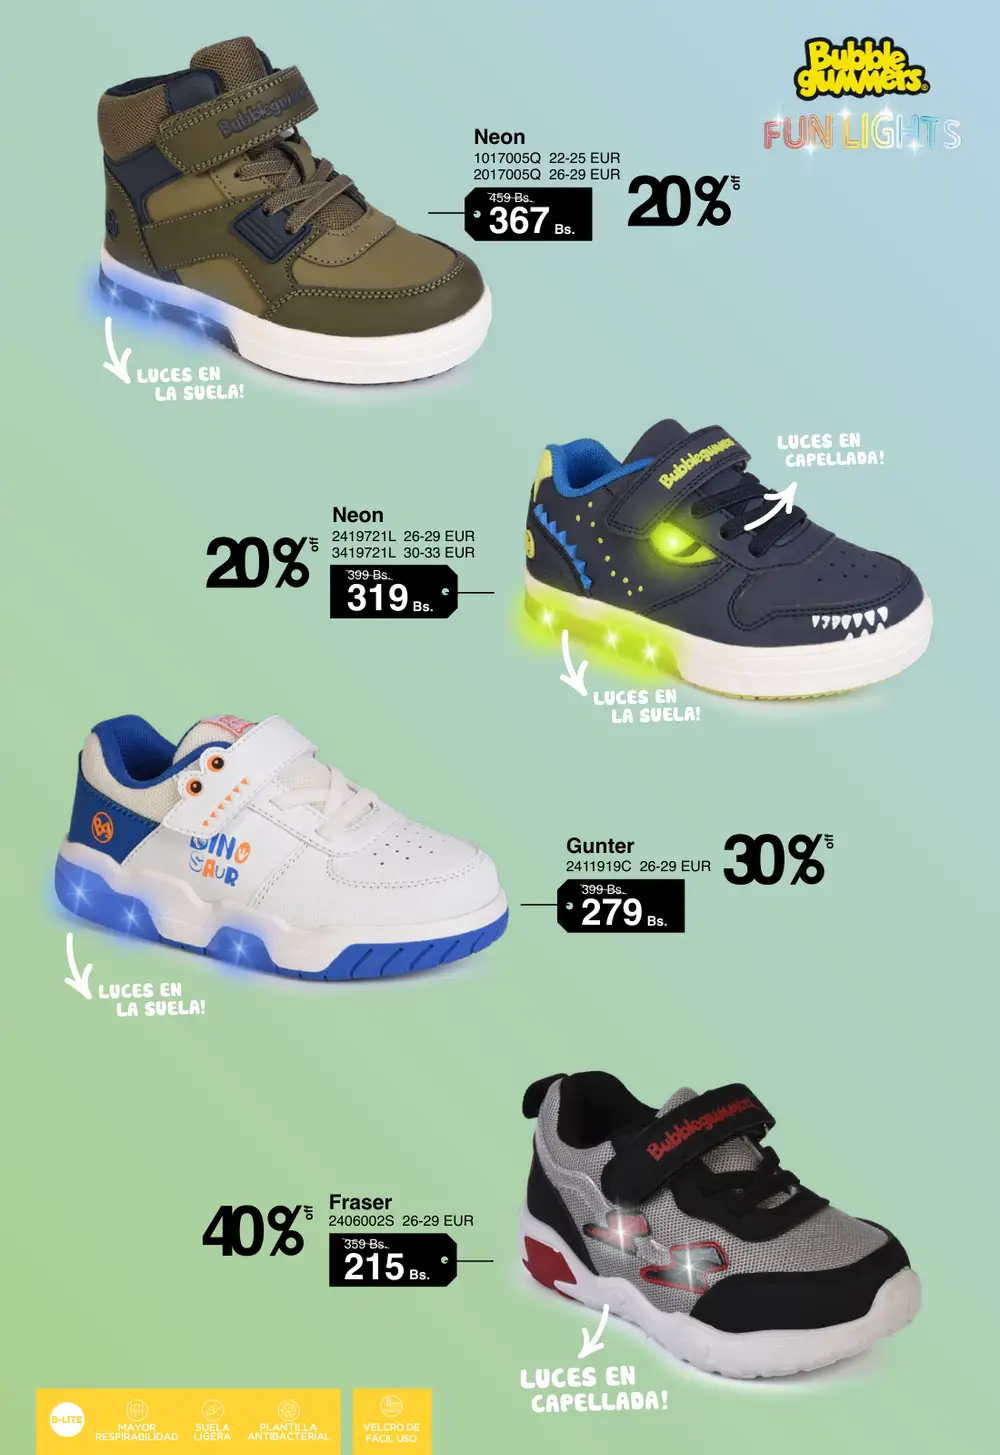 Bubble
gummers
FUN LIGHTS
Bubblegummers
Neon
1017005Q 22-25 EUR
2017005Q 26-29 EUR
459 Bs.
367 Bs.
20% off
LUCES EN
LA SUELA!
Bubblegummers
LUCES EN
CAPELLADA!
Neon
2419721L 26-29 EUR
3419721L 30-33 EUR
399 Bs.
319 Bs.
20% off
LUCES EN
LA SUELA!
DINO
SAUR
Gunter
2411919C 26-29 EUR
399 Bs.
279 Bs.
30% off
LUCES EN
LA SUELA!
Bubblegummers
Fraser
2406002S 26-29 EUR
359 Bs.
215 Bs.
40% off
LUCES EN
CAPELLADA!
B-LITE
MAYOR
RESPIRABILIDAD
SUELA
LIGERA
PLANTILLA
ANTIBACTERIAL
VELCRO DE
FÁCIL USO